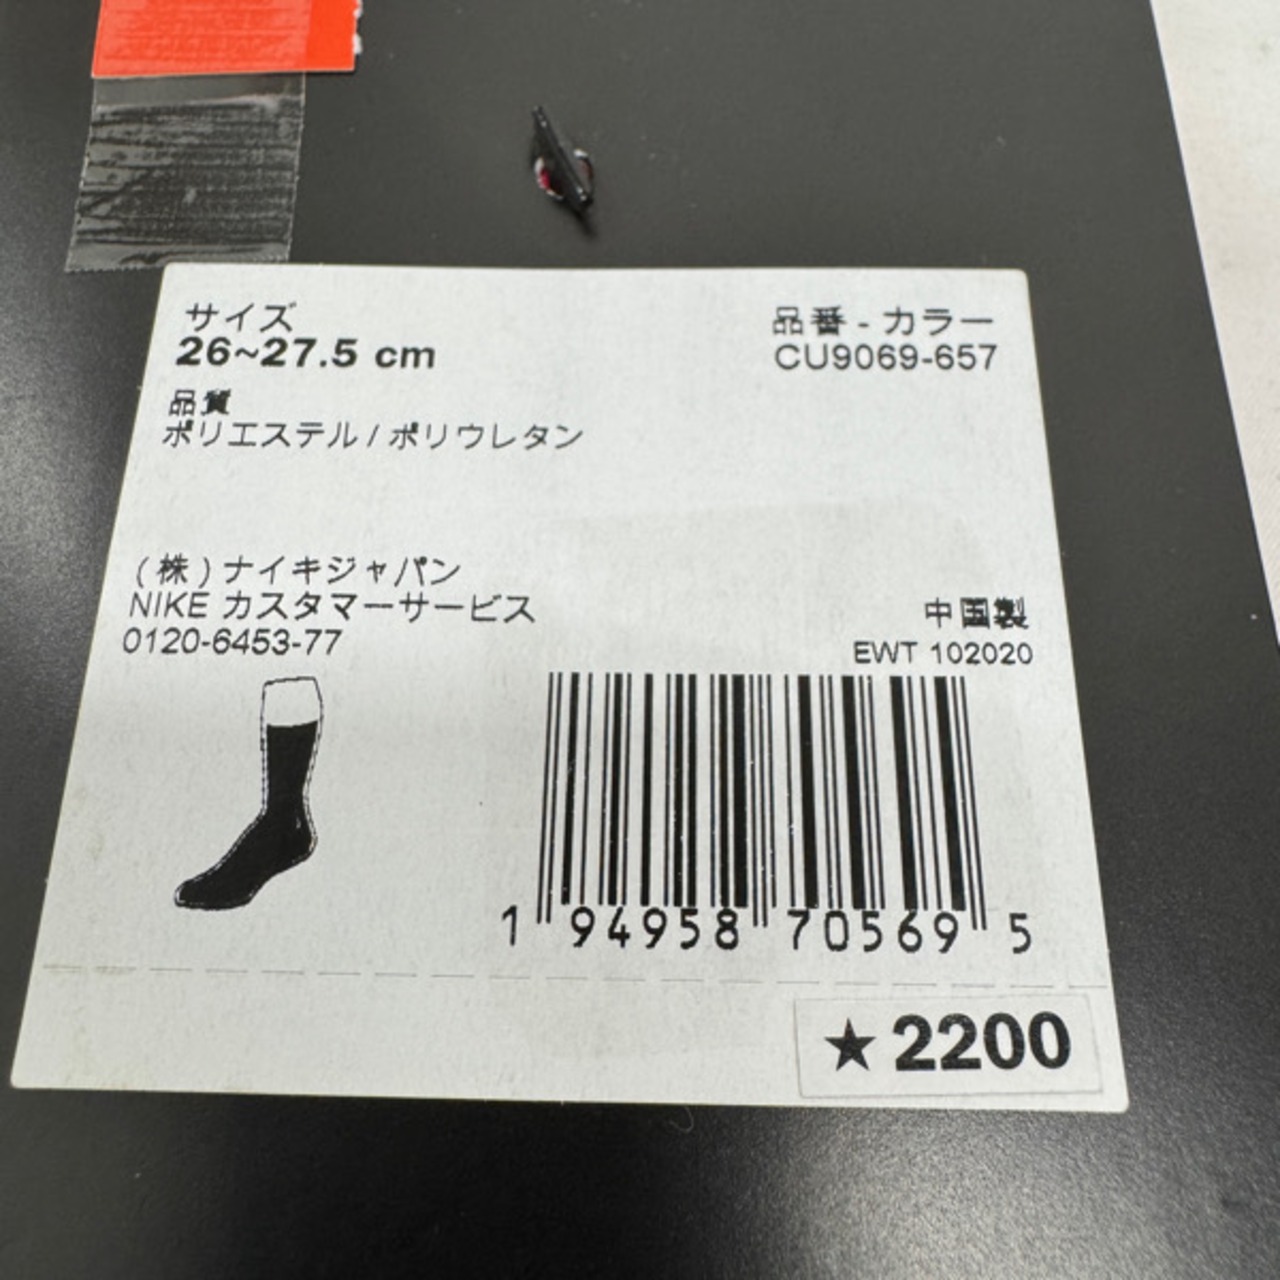 サイズ
26~27.5 cm
品番 - カラー
CU9069-657
品質
ポリエステル / ポリウレタン
(株)ナイキジャパン
NIKE カスタマーサービス
0120-6453-77
中国製
EWT 102020
1 94958 70569 5
★2200